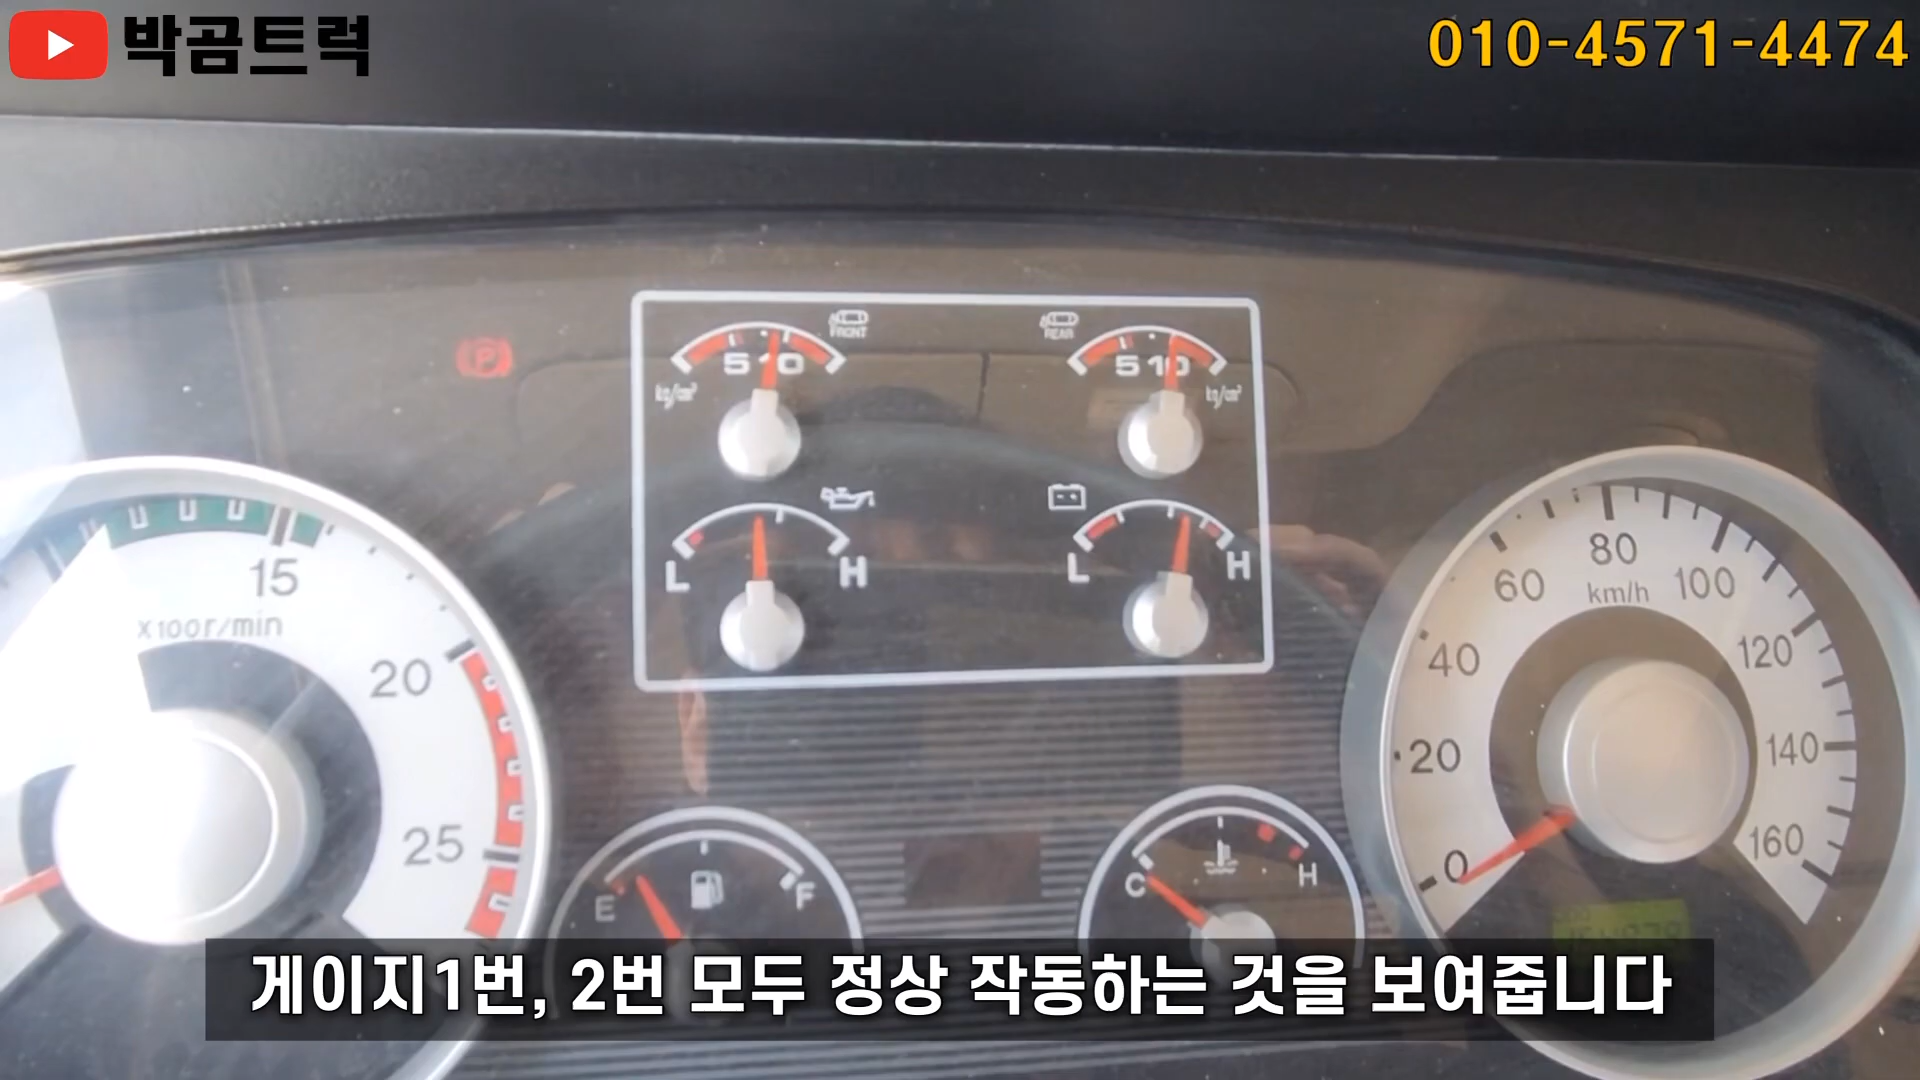 박곰트럭
010-4571-4474
FRONT
REAR
5 10
5 10
kg/cm²
kg/cm²
L
H
L
H
15
X100r/min
20
25
80
60
km/h
100
40
120
20
140
0
160
E
F
C
H
게이지1번, 2번 모두 정상 작동하는 것을 보여줍니다